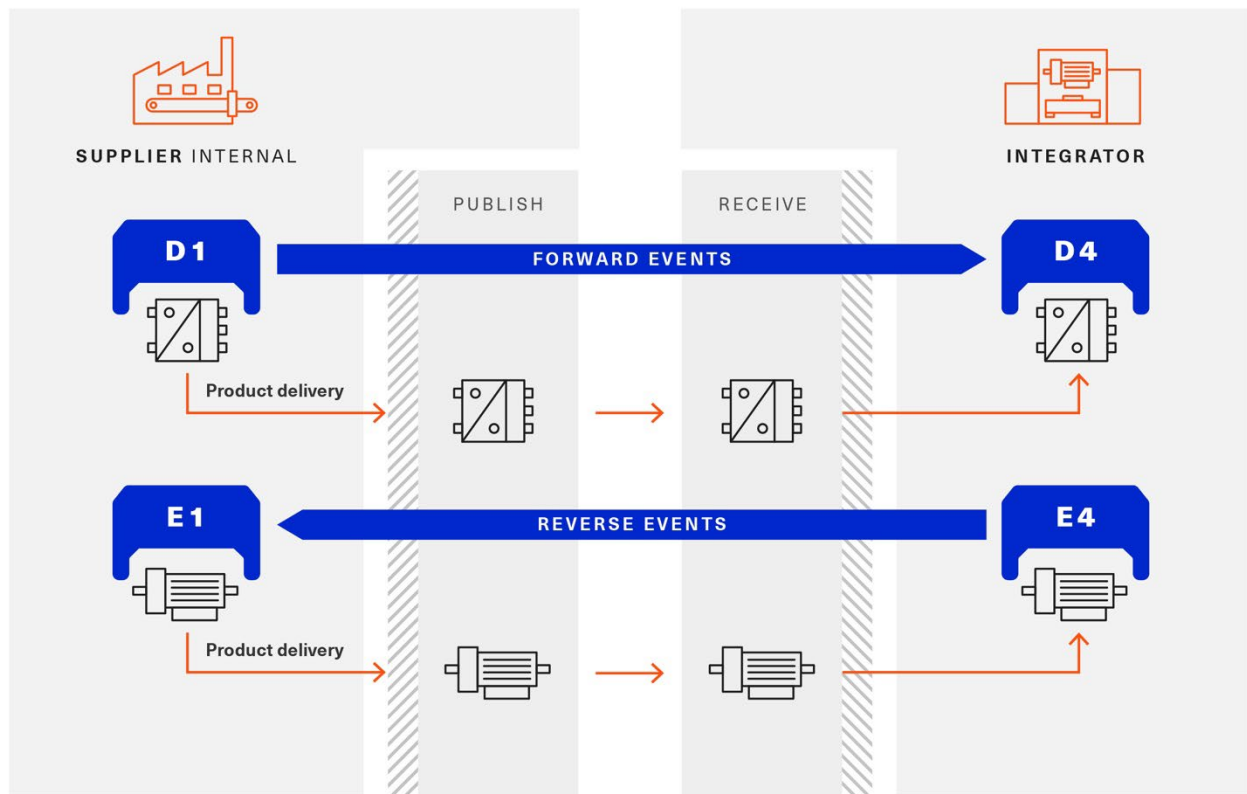 SUPPLIER INTERNAL
INTEGRATOR
PUBLISH
RECEIVE
D1
FORWARD EVENTS
D4
Product delivery
E1
REVERSE EVENTS
E4
Product delivery